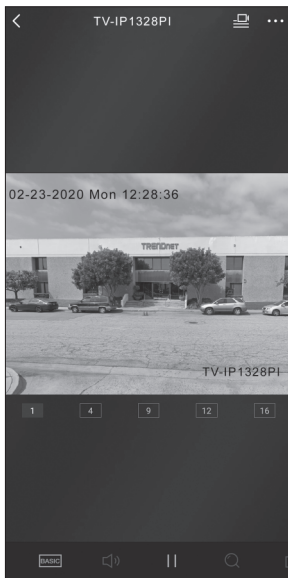 TV-IP1328PI
02-23-2020 Mon 12:28:36
TRENDNET
TV-IP1328PI
1 4 9 12 16
BASIC